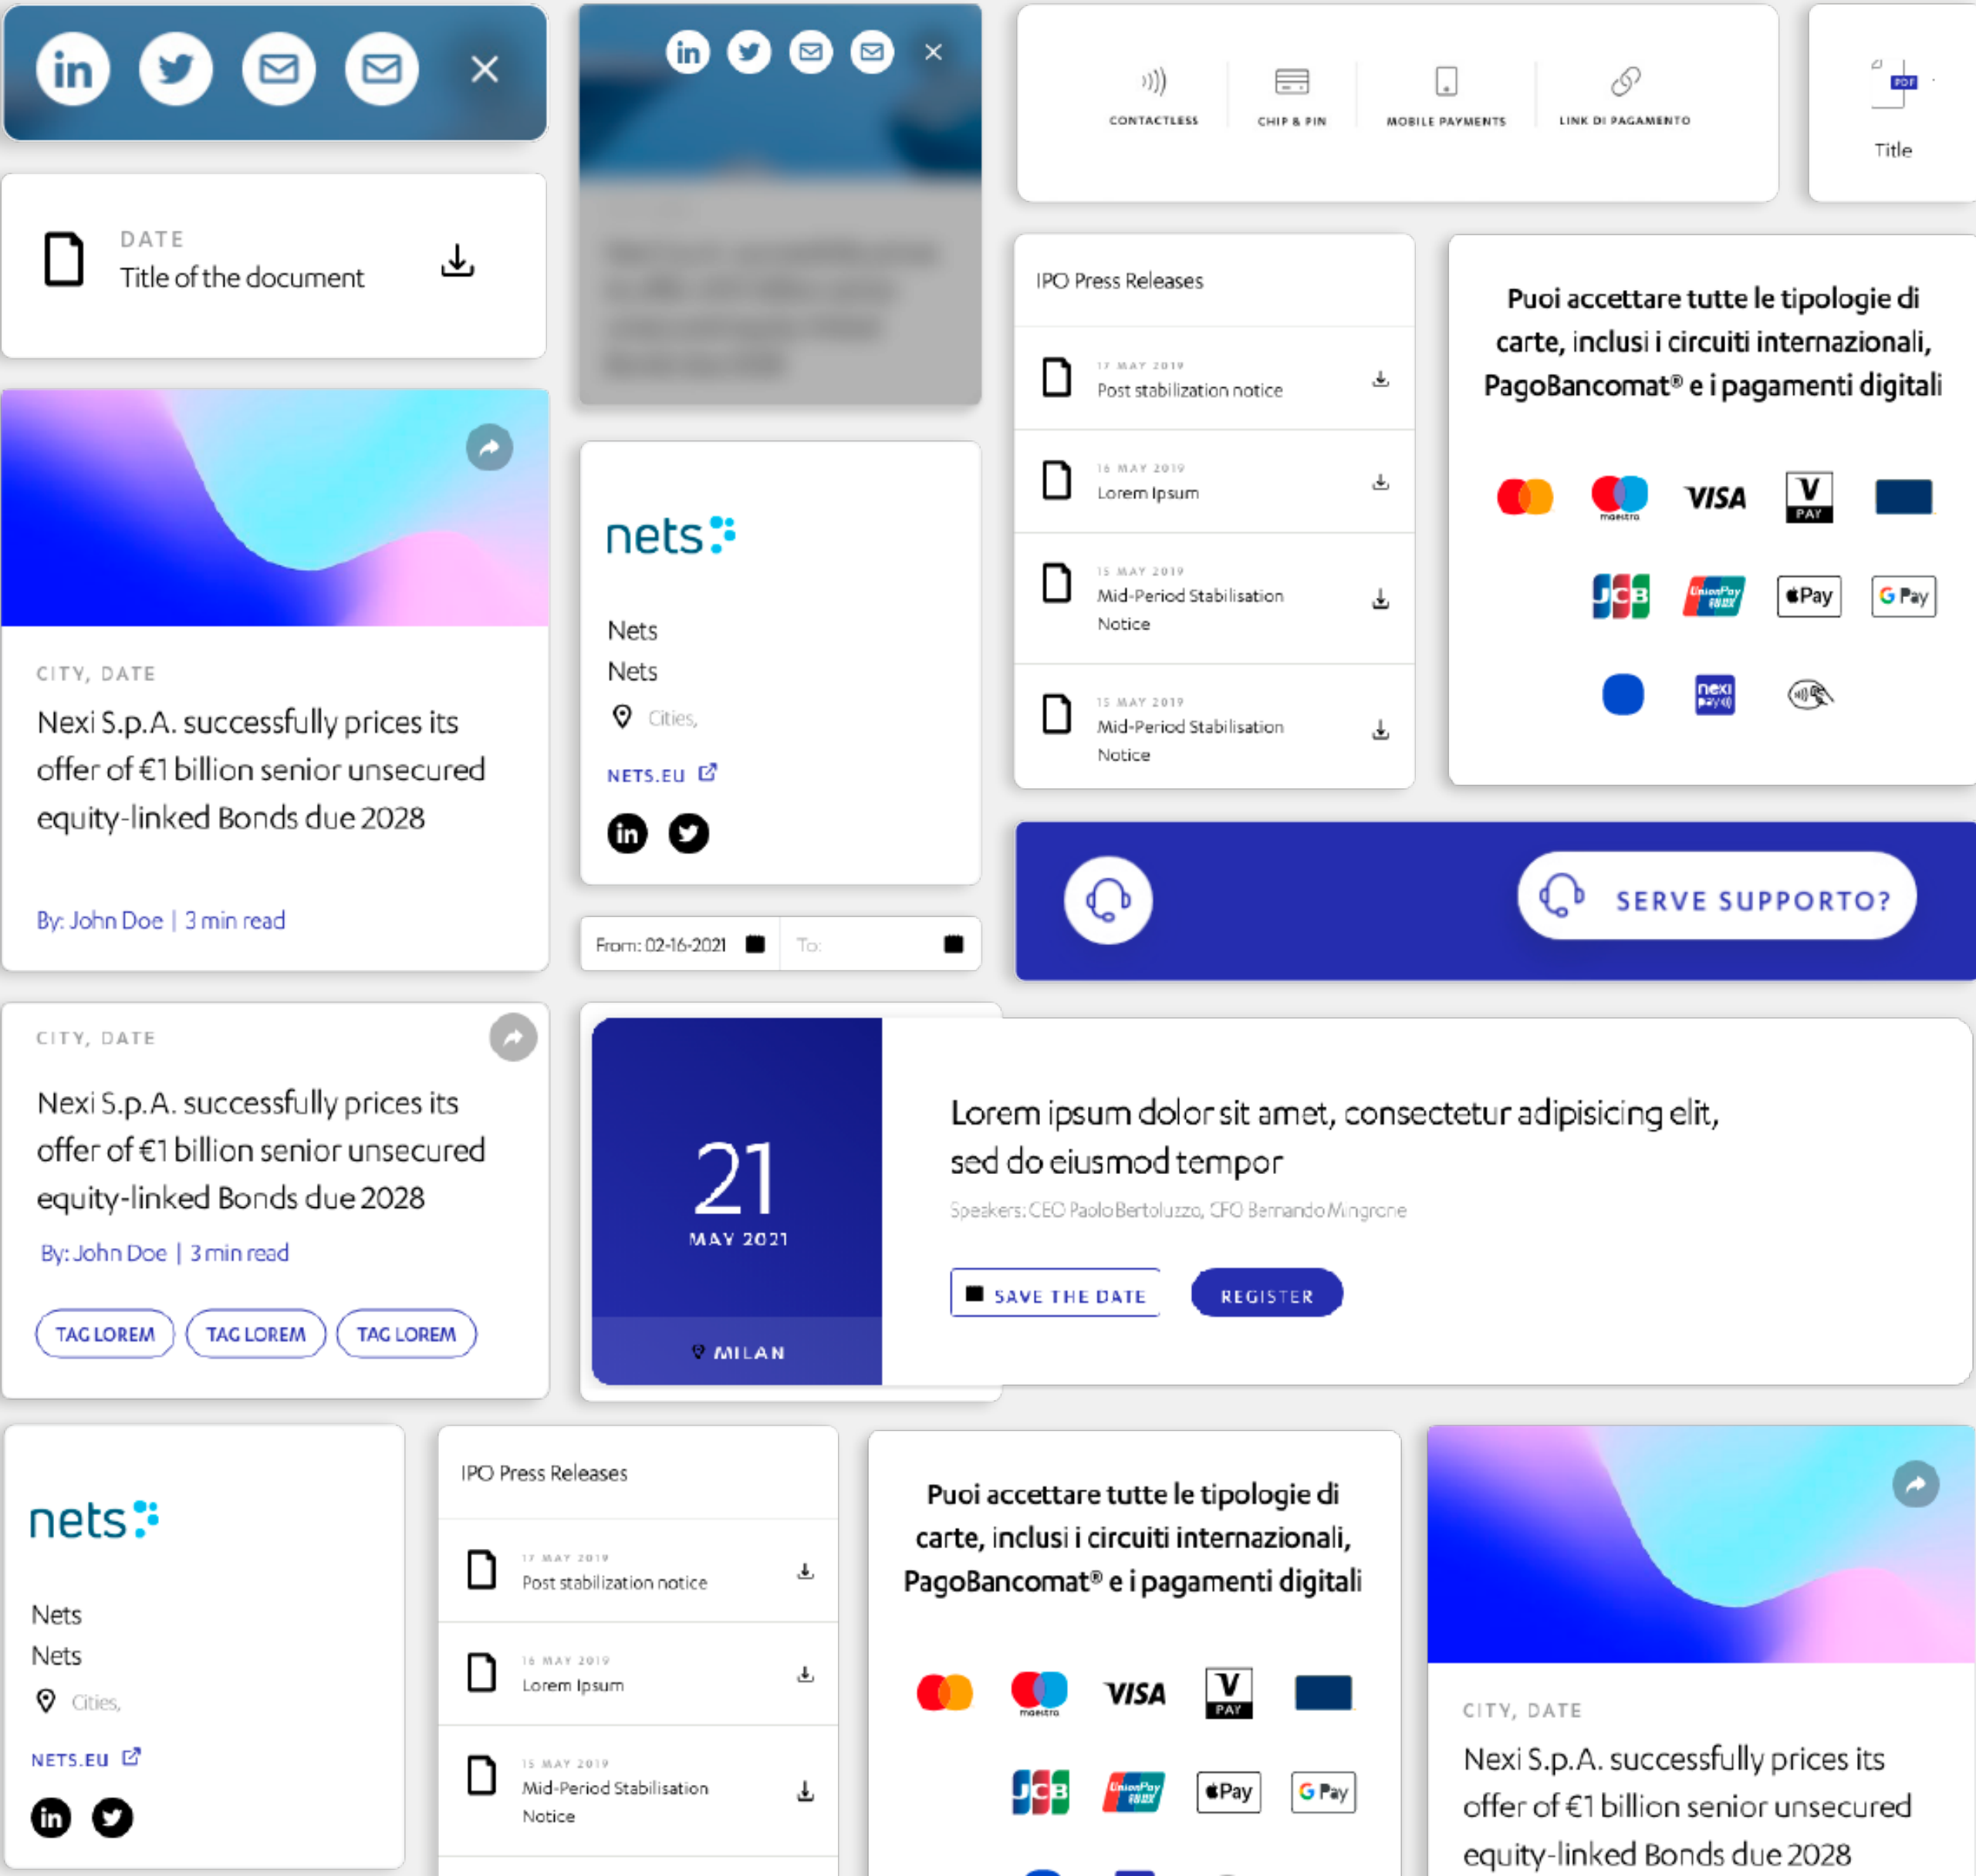 in
in
CONTACTLESS
CHIP & PIN
MOBILE PAYMENTS
LINK DI PAGAMENTO
PDF
Title
DATE
Title of the document
IPO Press Releases
17 MAY 2019
Post stabilization notice
16 MAY 2019
Lorem Ipsum
15 MAY 2019
Mid-Period Stabilisation
Notice
15 MAY 2019
Mid-Period Stabilisation
Notice
Puoi accettare tutte le tipologie di
carte, inclusi i circuiti internazionali,
PagoBancomat® e i pagamenti digitali
maestro
VISA
V
PAY
JCB
UnionPay
Pay
G Pay
nexi
pay
CITY, DATE
Nexi S.p.A. successfully prices its
offer of €1 billion senior unsecured
equity-linked Bonds due 2028
By: John Doe | 3 min read
nets
Nets
Nets
Cities,
NETS.EU
in
From: 02-16-2021
To:
SERVE SUPPORTO?
CITY, DATE
Nexi S.p.A. successfully prices its
offer of €1 billion senior unsecured
equity-linked Bonds due 2028
By: John Doe | 3 min read
TAG LOREM
TAG LOREM
TAG LOREM
21
MAY 2021
MILAN
Lorem ipsum dolor sit amet, consectetur adipisicing elit,
sed do eiusmod tempor
Speakers: CEO Paolo Bertoluzzo, CFO Bernando Mingrone
SAVE THE DATE
REGISTER
nets
Nets
Nets
Cities,
NETS.EU
in
IPO Press Releases
17 MAY 2019
Post stabilization notice
16 MAY 2019
Lorem Ipsum
15 MAY 2019
Mid-Period Stabilisation
Notice
Puoi accettare tutte le tipologie di
carte, inclusi i circuiti internazionali,
PagoBancomat® e i pagamenti digitali
maestro
VISA
V
PAY
JCB
UnionPay
Pay
G Pay
CITY, DATE
Nexi S.p.A. successfully prices its
offer of €1 billion senior unsecured
equity-linked Bonds due 2028